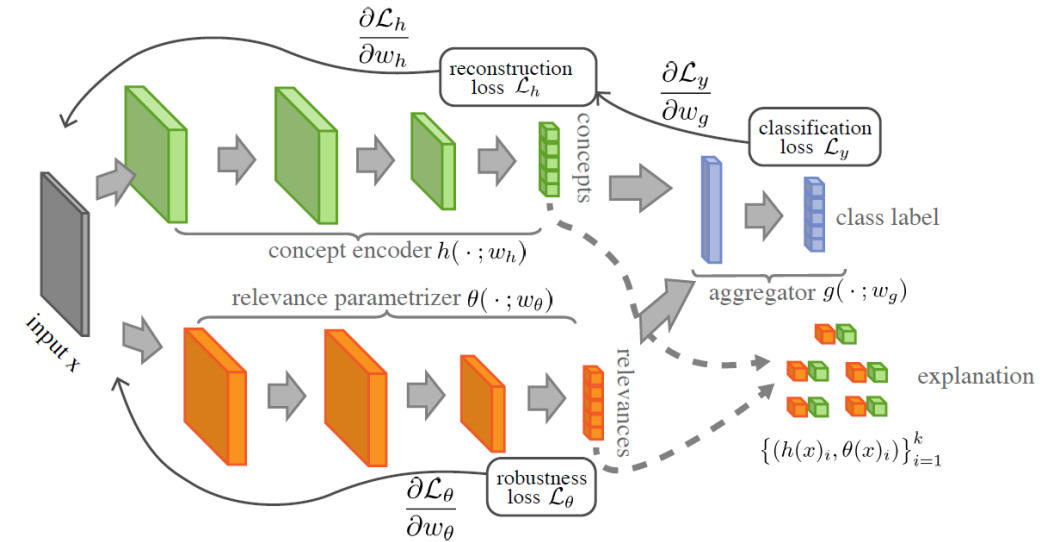 ∂ℒ_h / ∂w_h
reconstruction
loss ℒ_h
∂ℒ_y / ∂w_g
classification
loss ℒ_y
concepts
class label
concept encoder h( · ; w_h)
aggregator g( · ; w_g)
relevance parametrizer θ( · ; w_θ)
input x
relevances
explanation
{(h(x)_i, θ(x)_i)}_{i=1}^k
robustness
loss ℒ_θ
∂ℒ_θ / ∂w_θ